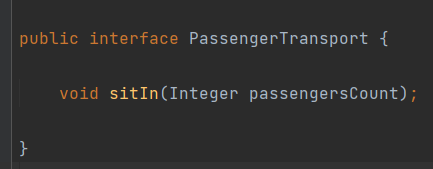 public interface PassengerTransport {
void sitIn(Integer passengersCount);
}